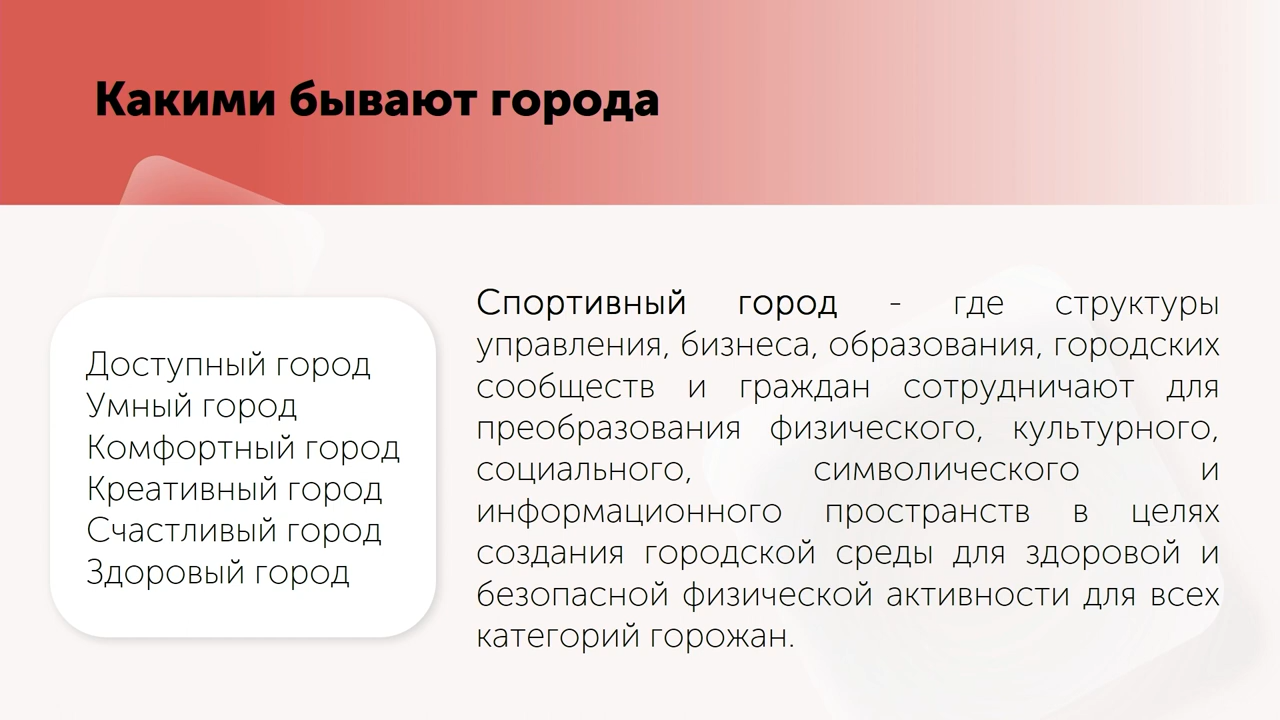 Какими бывают города
Доступный город
Умный город
Комфортный город
Креативный город
Счастливый город
Здоровый город
Спортивный город - где структуры
управления, бизнеса, образования, городских
сообществ и граждан сотрудничают для
преобразования физического, культурного,
социального, символического и
информационного пространств в целях
создания городской среды для здоровой и
безопасной физической активности для всех
категорий горожан.